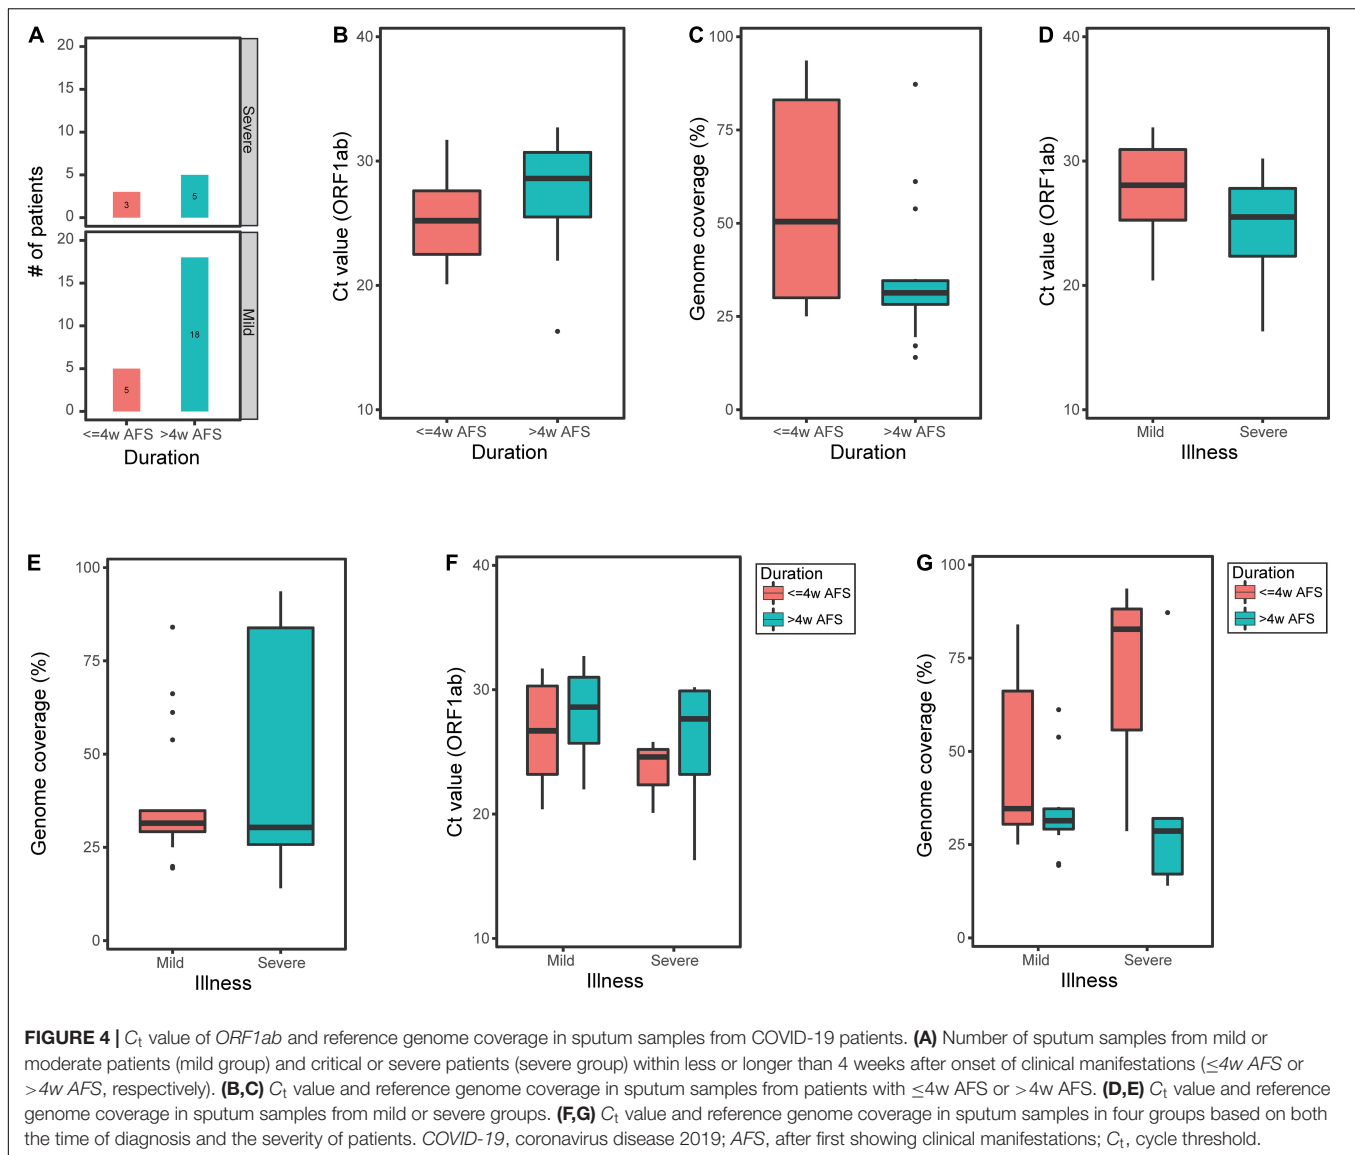 A
# of patients
20
15
10
5
0
3
5
Severe
20
15
10
5
0
5
18
Mild
<=4w AFS >4w AFS
Duration
B
Ct value (ORF1ab)
40
30
20
10
<=4w AFS >4w AFS
Duration
C
Genome coverage (%)
100
75
50
25
0
<=4w AFS >4w AFS
Duration
D
Ct value (ORF1ab)
40
30
20
10
Mild Severe
Illness
E
Genome coverage (%)
100
75
50
25
0
Mild Severe
Illness
F
Ct value (ORF1ab)
40
30
20
10
Mild Severe
Illness
Duration
<=4w AFS
>4w AFS
G
Genome coverage (%)
100
75
50
25
0
Mild Severe
Illness
Duration
<=4w AFS
>4w AFS
FIGURE 4 | Ct value of ORF1ab and reference genome coverage in sputum samples from COVID-19 patients. (A) Number of sputum samples from mild or
moderate patients (mild group) and critical or severe patients (severe group) within less or longer than 4 weeks after onset of clinical manifestations (≤4w AFS or
>4w AFS, respectively). (B,C) Ct value and reference genome coverage in sputum samples from patients with ≤4w AFS or >4w AFS. (D,E) Ct value and reference
genome coverage in sputum samples from mild or severe groups. (F,G) Ct value and reference genome coverage in sputum samples in four groups based on both
the time of diagnosis and the severity of patients. COVID-19, coronavirus disease 2019; AFS, after first showing clinical manifestations; Ct, cycle threshold.